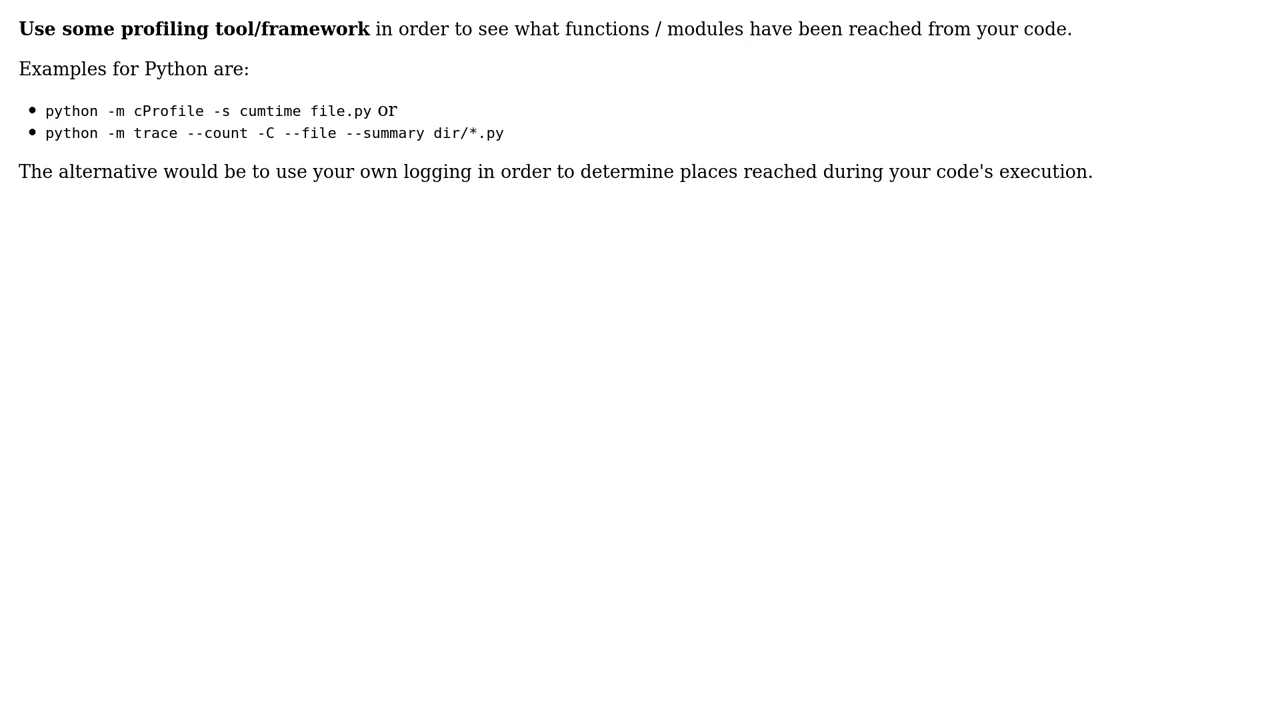 Use some profiling tool/framework in order to see what functions / modules have been reached from your code.
Examples for Python are:
python -m cProfile -s cumtime file.py or
python -m trace --count -C --file --summary dir/*.py
The alternative would be to use your own logging in order to determine places reached during your code's execution.